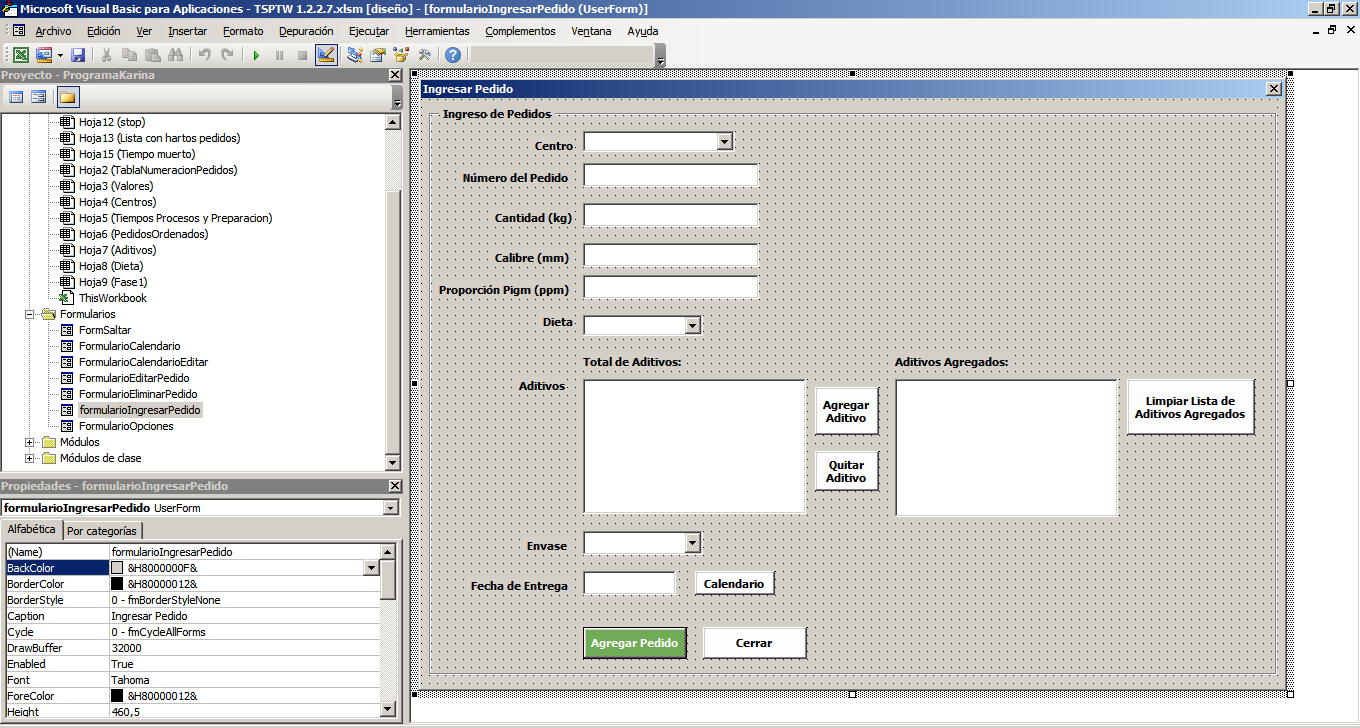 Microsoft Visual Basic para Aplicaciones - TSPTW 1.2.2.7.xlsm [diseño] - [formularioIngresarPedido (UserForm)]
Archivo Edición Ver Insertar Formato Depuración Ejecutar Herramientas Complementos Ventana Ayuda
Proyecto - ProgramaKarina
Hoja12 (stop)
Hoja13 (Lista con hartos pedidos)
Hoja15 (Tiempo muerto)
Hoja2 (TablaNumeracionPedidos)
Hoja3 (Valores)
Hoja4 (Centros)
Hoja5 (Tiempos Procesos y Preparacion)
Hoja6 (PedidosOrdenados)
Hoja7 (Aditivos)
Hoja8 (Dieta)
Hoja9 (Fase1)
ThisWorkbook
Formularios
FormSaltar
FormularioCalendario
FormularioCalendarioEditar
FormularioEditarPedido
FormularioEliminarPedido
formularioIngresarPedido
FormularioOpciones
Módulos
Módulos de clase
Propiedades - formularioIngresarPedido
formularioIngresarPedido UserForm
Alfabética Por categorías
(Name) formularioIngresarPedido
BackColor &H8000000F&
BorderColor &H80000012&
BorderStyle 0 - fmBorderStyleNone
Caption Ingresar Pedido
Cycle 0 - fmCycleAllForms
DrawBuffer 32000
Enabled True
Font Tahoma
ForeColor &H80000012&
Height 460,5
Ingresar Pedido
Ingreso de Pedidos
Centro
Número del Pedido
Cantidad (kg)
Calibre (mm)
Proporción Pigm (ppm)
Dieta
Total de Aditivos: Aditivos Agregados:
Aditivos
Agregar
Aditivo
Quitar
Aditivo
Limpiar Lista de
Aditivos Agregados
Envase
Fecha de Entrega Calendario
Agregar Pedido Cerrar